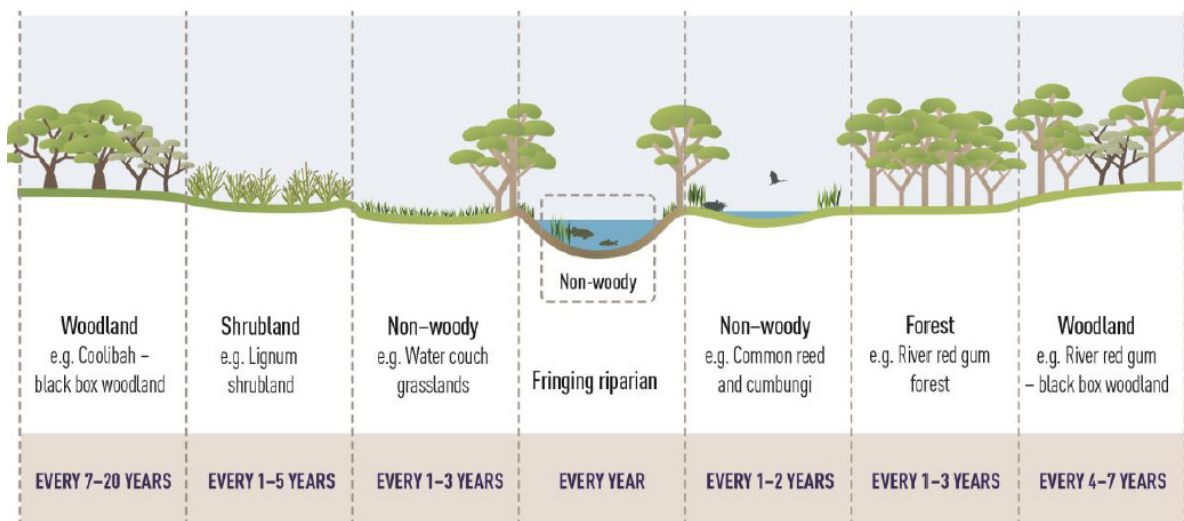 Non-woody
Woodland
e.g. Coolibah –
black box woodland
Shrubland
e.g. Lignum
shrubland
Non–woody
e.g. Water couch
grasslands
Fringing riparian
Non–woody
e.g. Common reed
and cumbungi
Forest
e.g. River red gum
forest
Woodland
e.g. River red gum
– black box woodland
EVERY 7–20 YEARS
EVERY 1–5 YEARS
EVERY 1–3 YEARS
EVERY YEAR
EVERY 1–2 YEARS
EVERY 1–3 YEARS
EVERY 4–7 YEARS